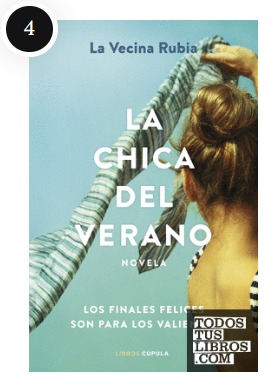 4
La Vecina Rubia
LA
CHICA
DEL
VERANO
NOVELA
LOS FINALES FELICES
SON PARA LOS VALIE
LIBROS CÚPULA
TODOS
TUS
LIBROS
.COM